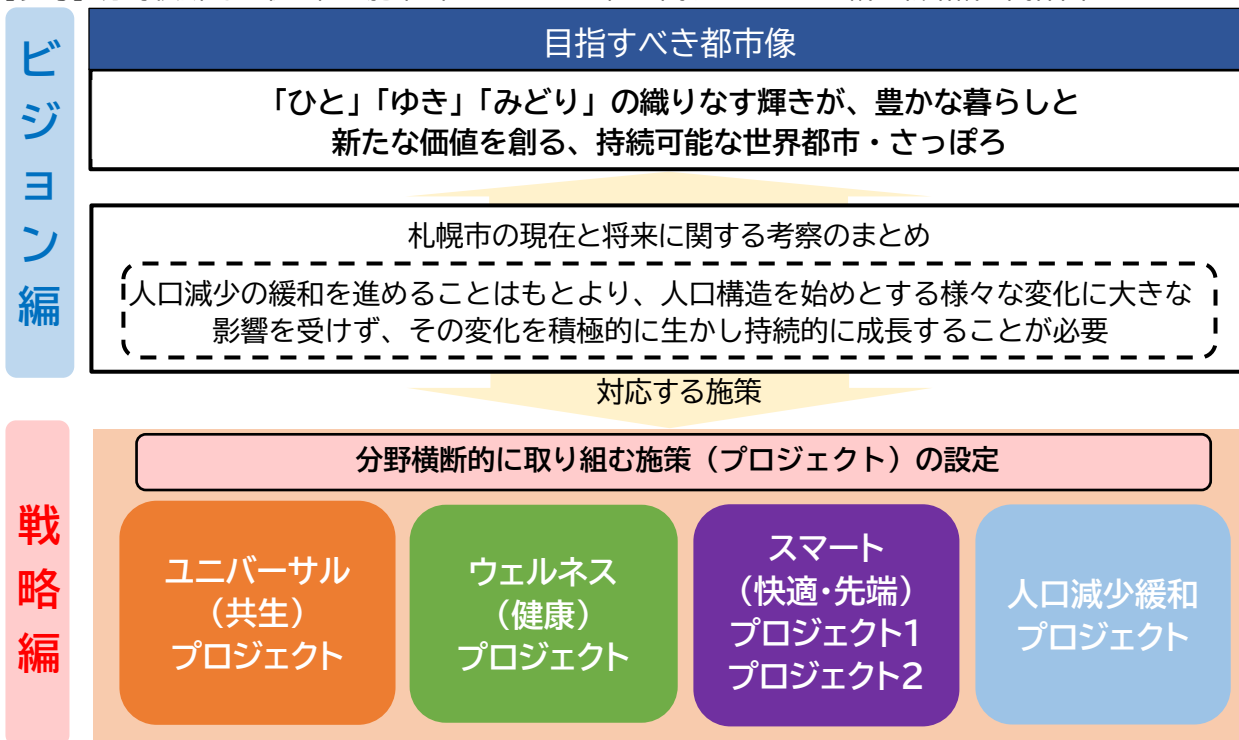 ビジョン編
目指すべき都市像
「ひと」「ゆき」「みどり」の織りなす輝きが、豊かな暮らしと
新たな価値を創る、持続可能な世界都市・さっぽろ
札幌市の現在と将来に関する考察のまとめ
人口減少の緩和を進めることはもとより、人口構造を始めとする様々な変化に大きな
影響を受けず、その変化を積極的に生かし持続的に成長することが必要
対応する施策
戦略編
分野横断的に取り組む施策（プロジェクト）の設定
ユニバーサル
（共生）
プロジェクト
ウェルネス
（健康）
プロジェクト
スマート
（快適・先端）
プロジェクト1
プロジェクト2
人口減少緩和
プロジェクト